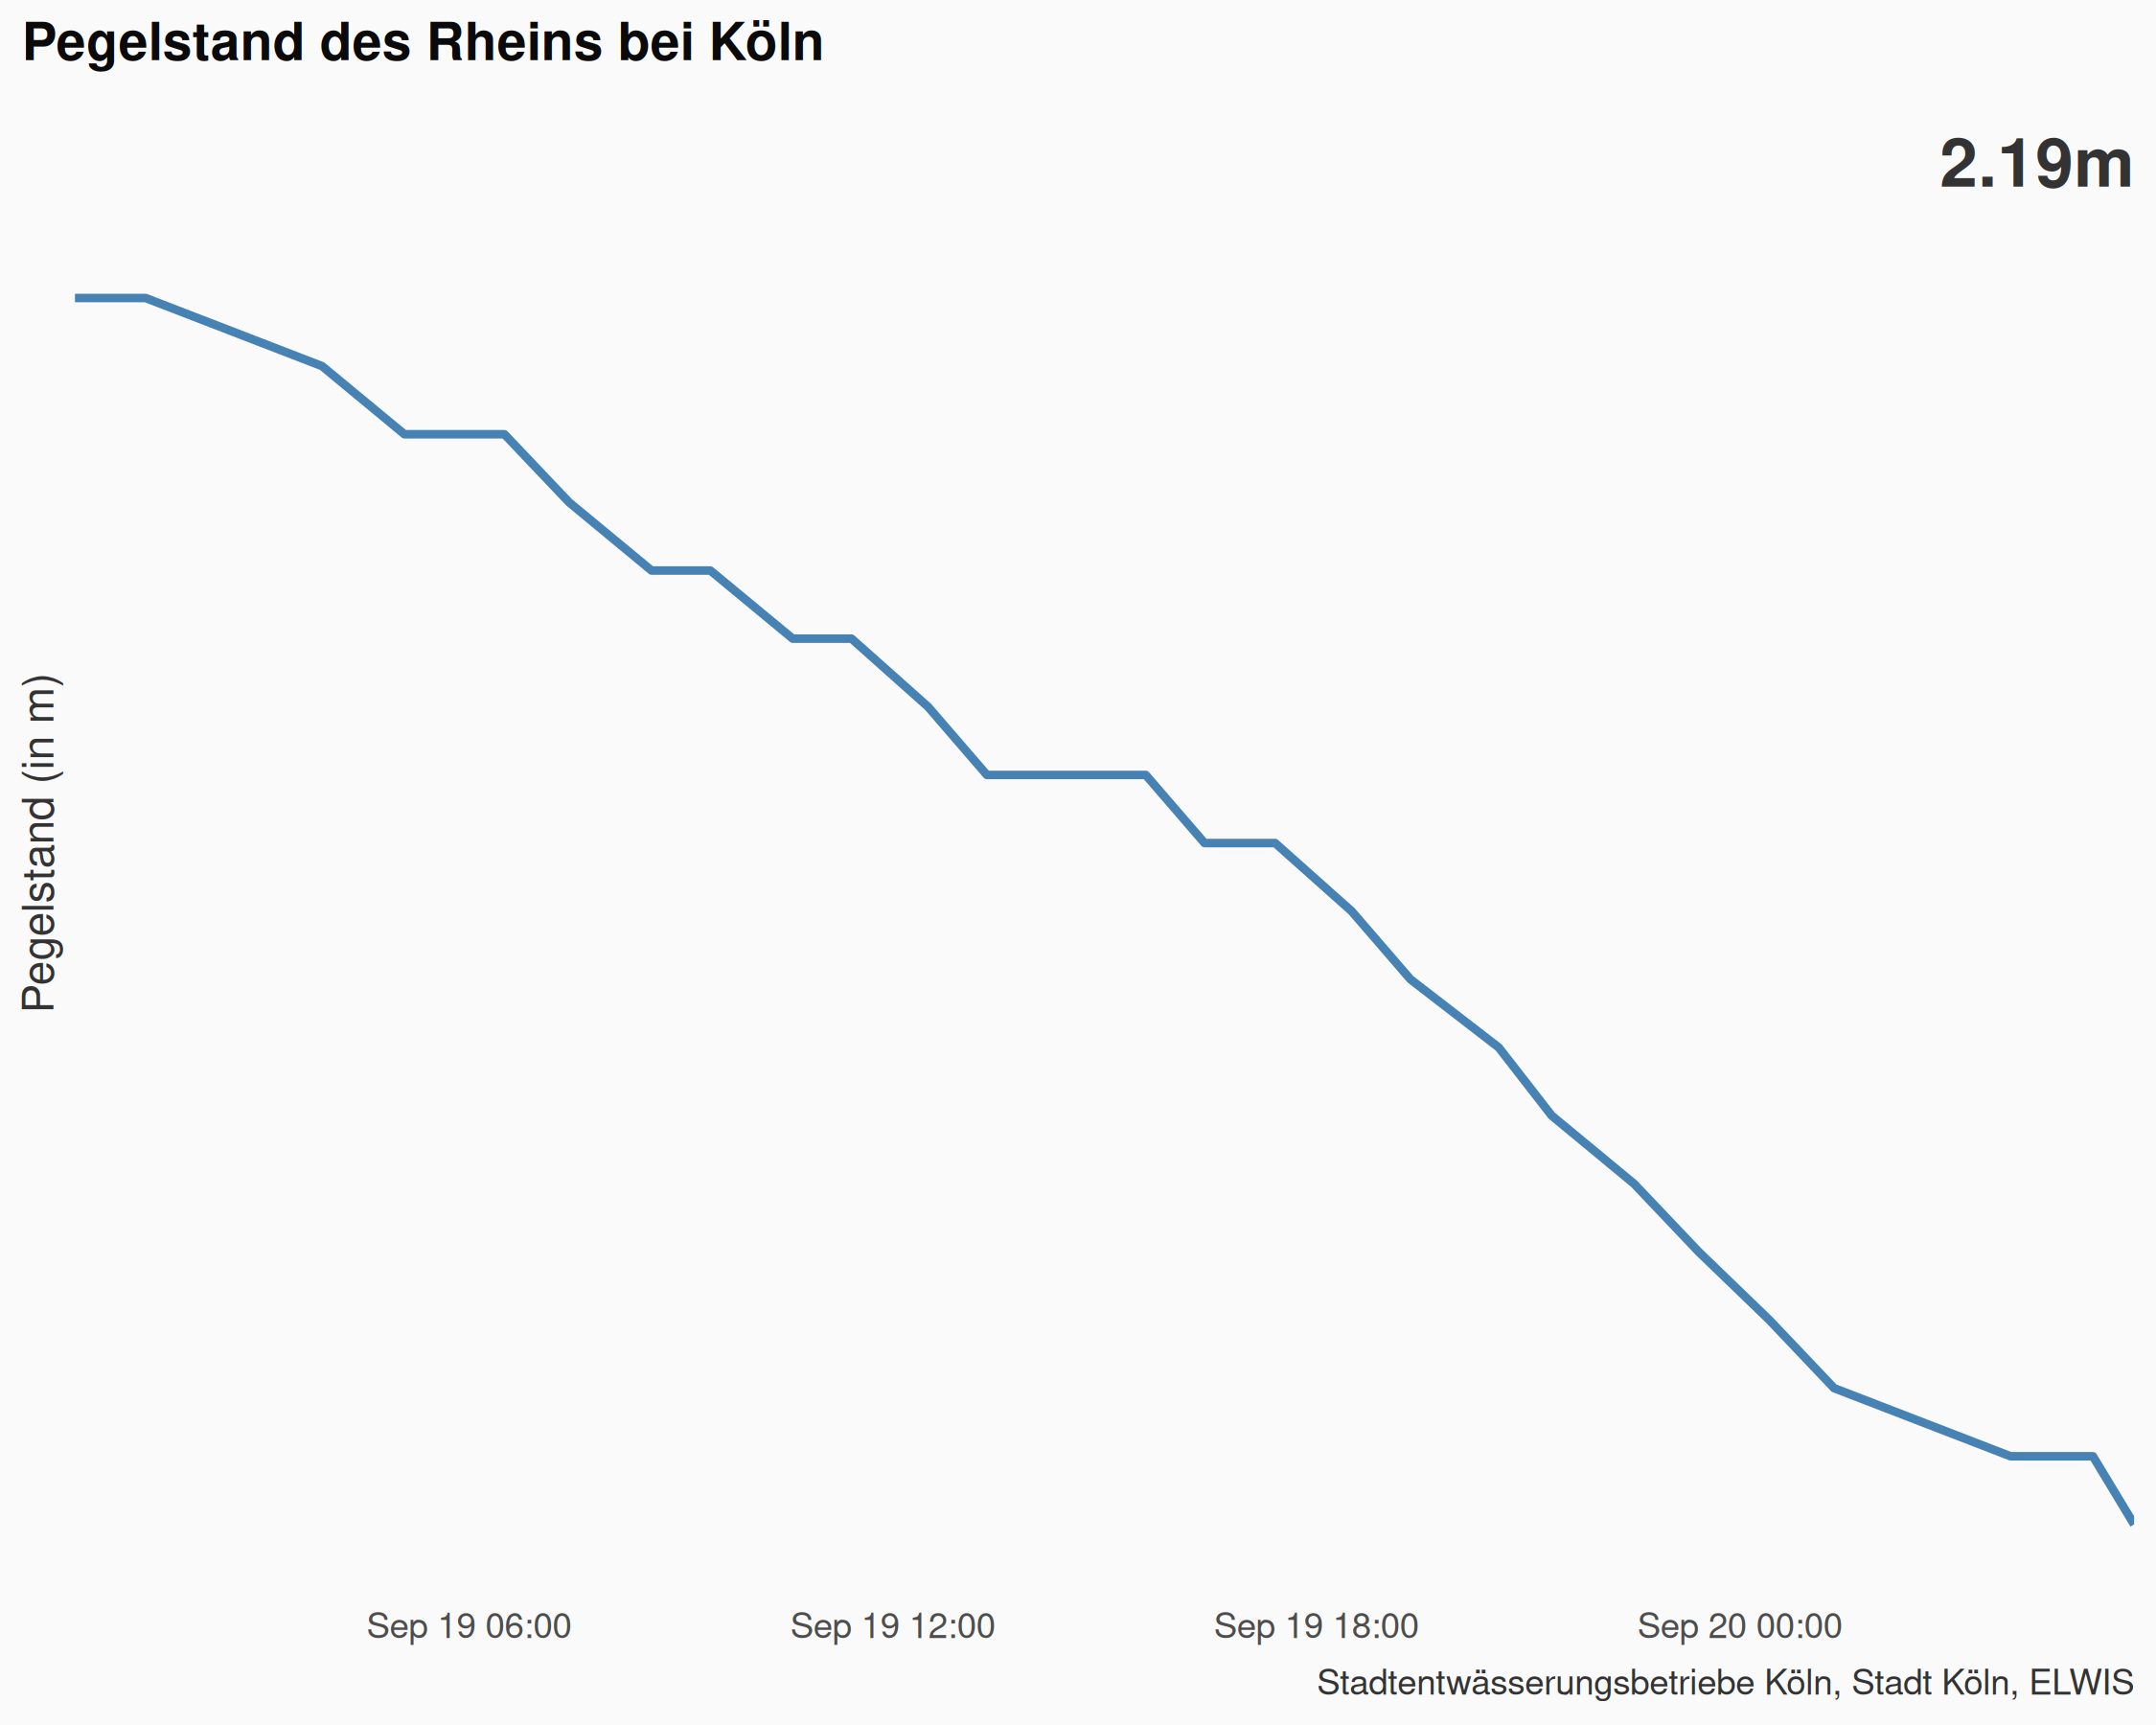 Pegelstand des Rheins bei Köln
2.19m
Pegelstand (in m)
Sep 19 06:00
Sep 19 12:00
Sep 19 18:00
Sep 20 00:00
Stadtentwässerungsbetriebe Köln, Stadt Köln, ELWIS